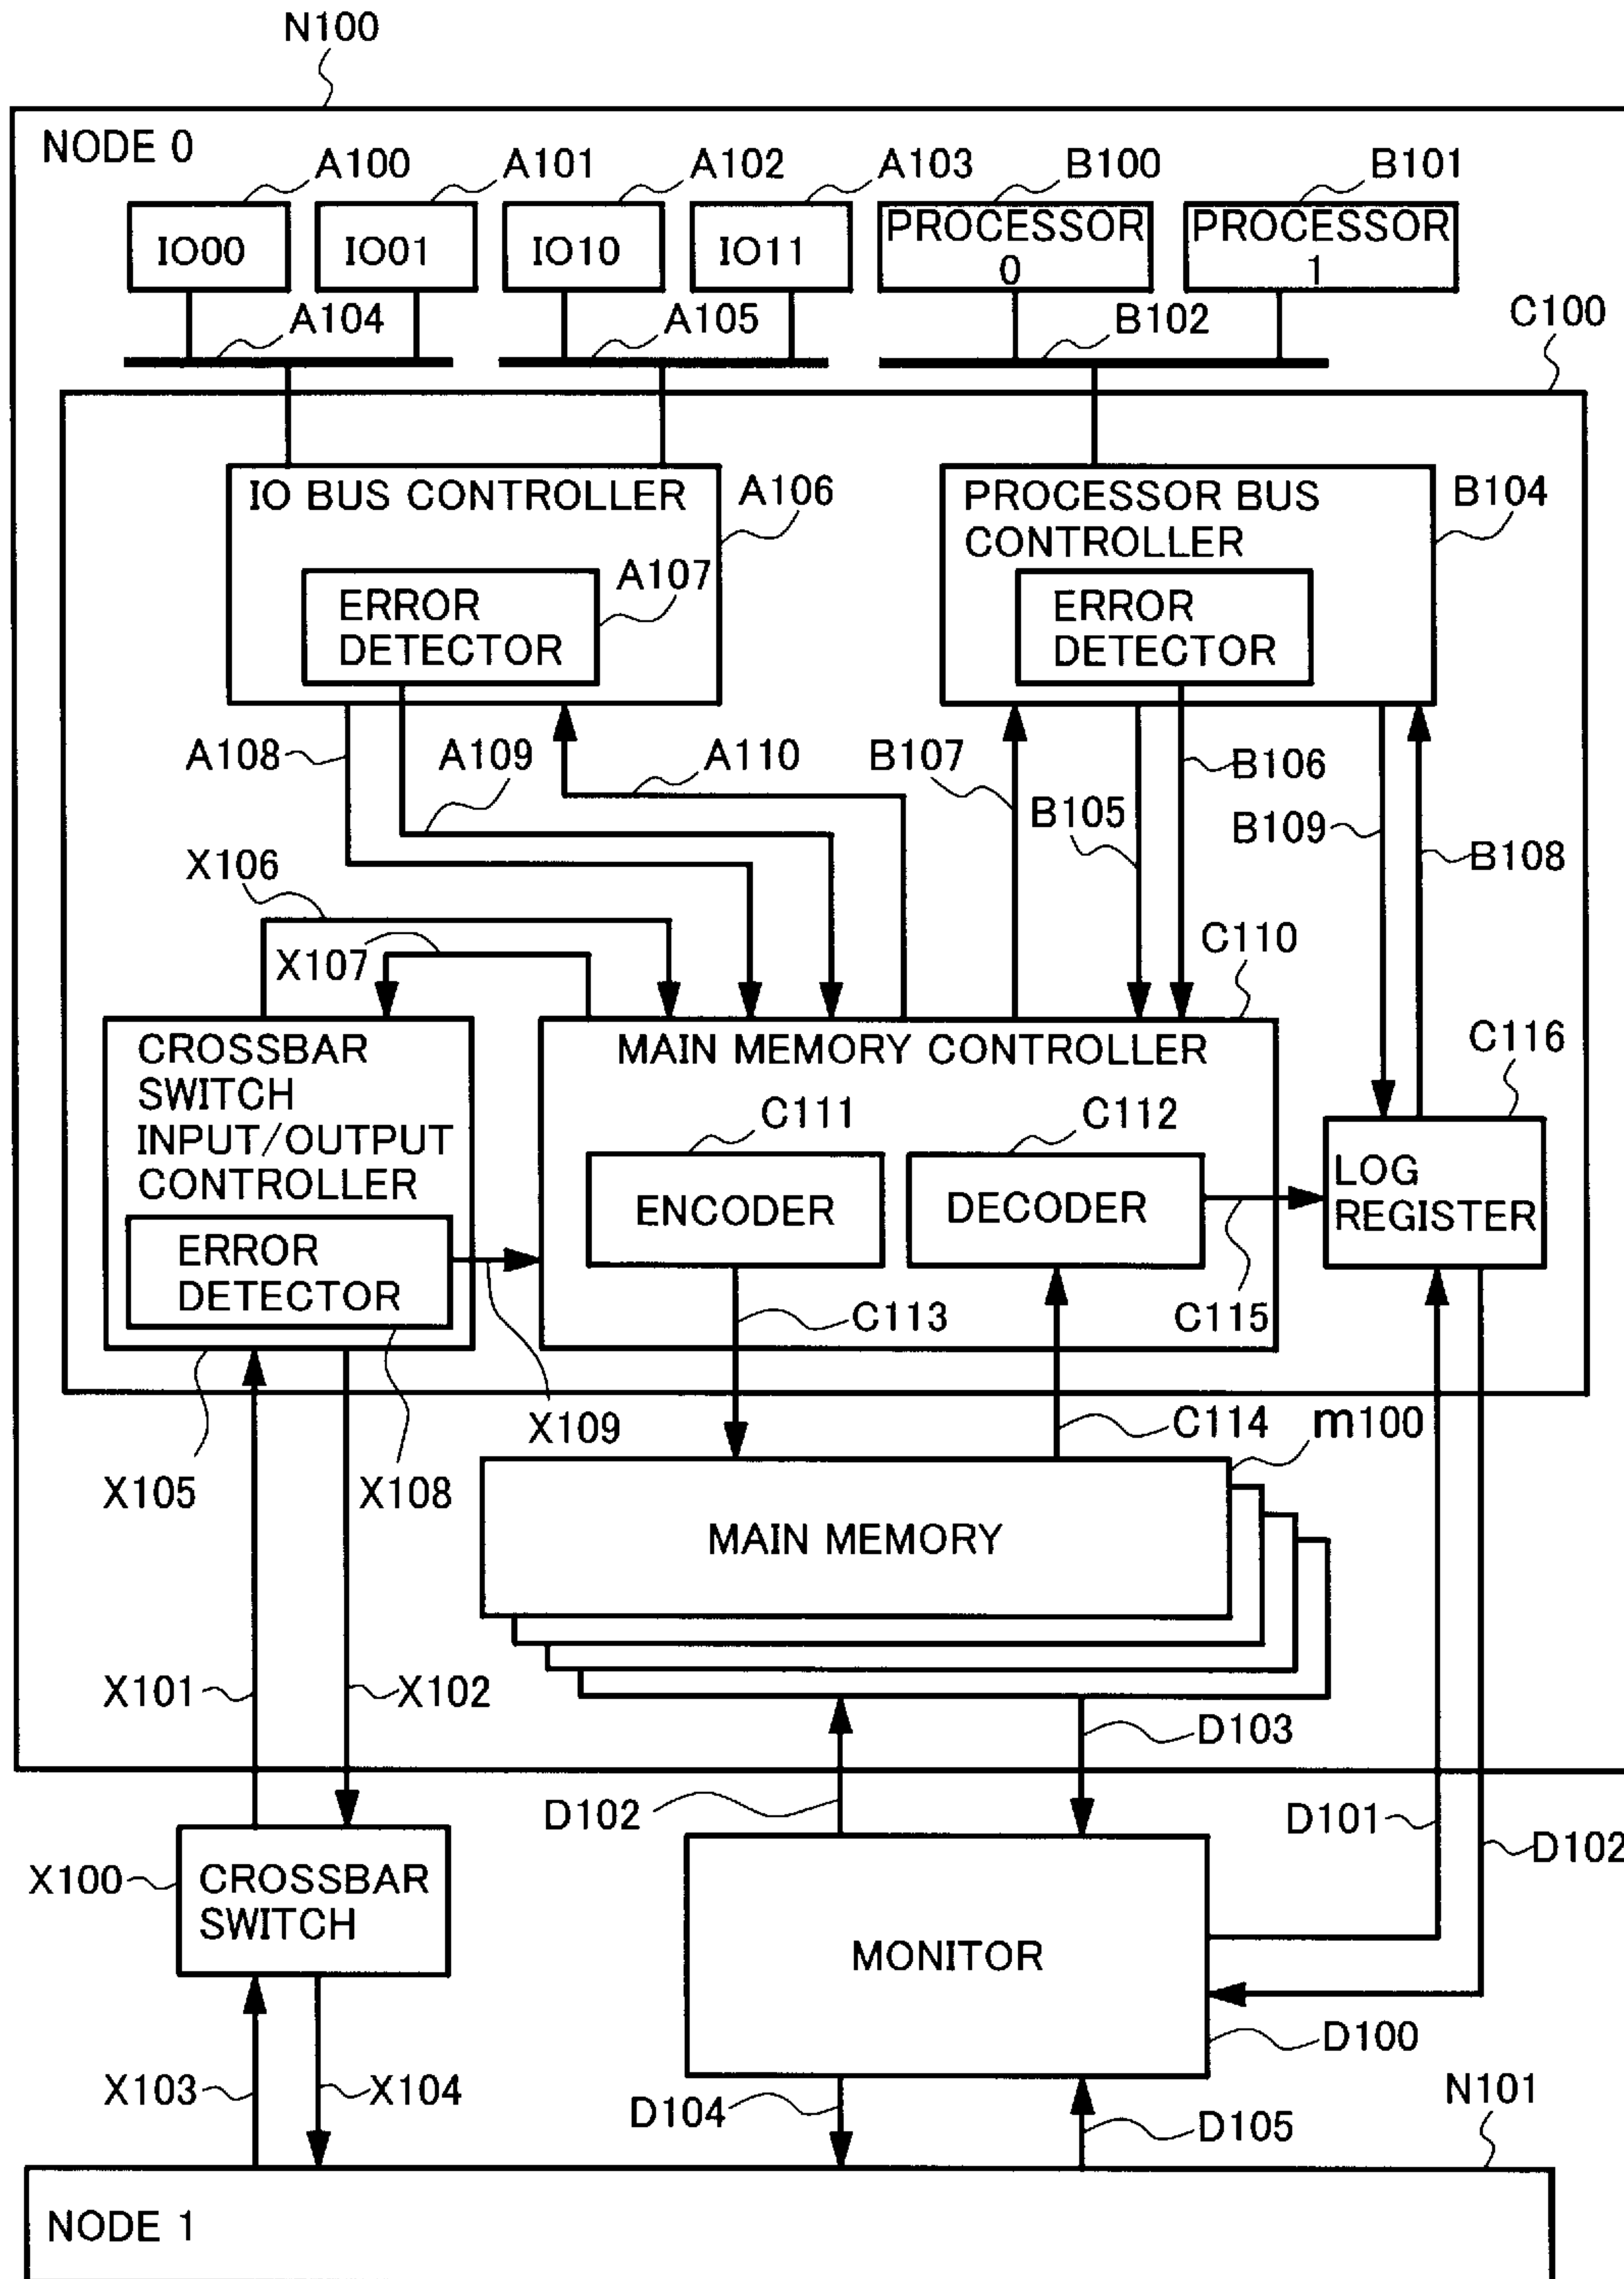 N100
NODE 0
A100
A101
A102
A103
B100
B101
IO00
IO01
IO10
IO11
PROCESSOR
0
PROCESSOR
1
A104
A105
B102
C100
IO BUS CONTROLLER
A106
PROCESSOR BUS
CONTROLLER
B104
A107
ERROR
DETECTOR
ERROR
DETECTOR
A108
A109
A110
B107
B106
B105
B109
B108
X106
X107
C110
CROSSBAR
SWITCH
INPUT/OUTPUT
CONTROLLER
MAIN MEMORY CONTROLLER
C116
C111
C112
ENCODER
DECODER
LOG
REGISTER
ERROR
DETECTOR
C113
C115
X109
C114
m100
X105
X108
MAIN MEMORY
X101
X102
D103
D102
D101
D102
X100
CROSSBAR
SWITCH
MONITOR
D100
X103
X104
D104
D105
N101
NODE 1